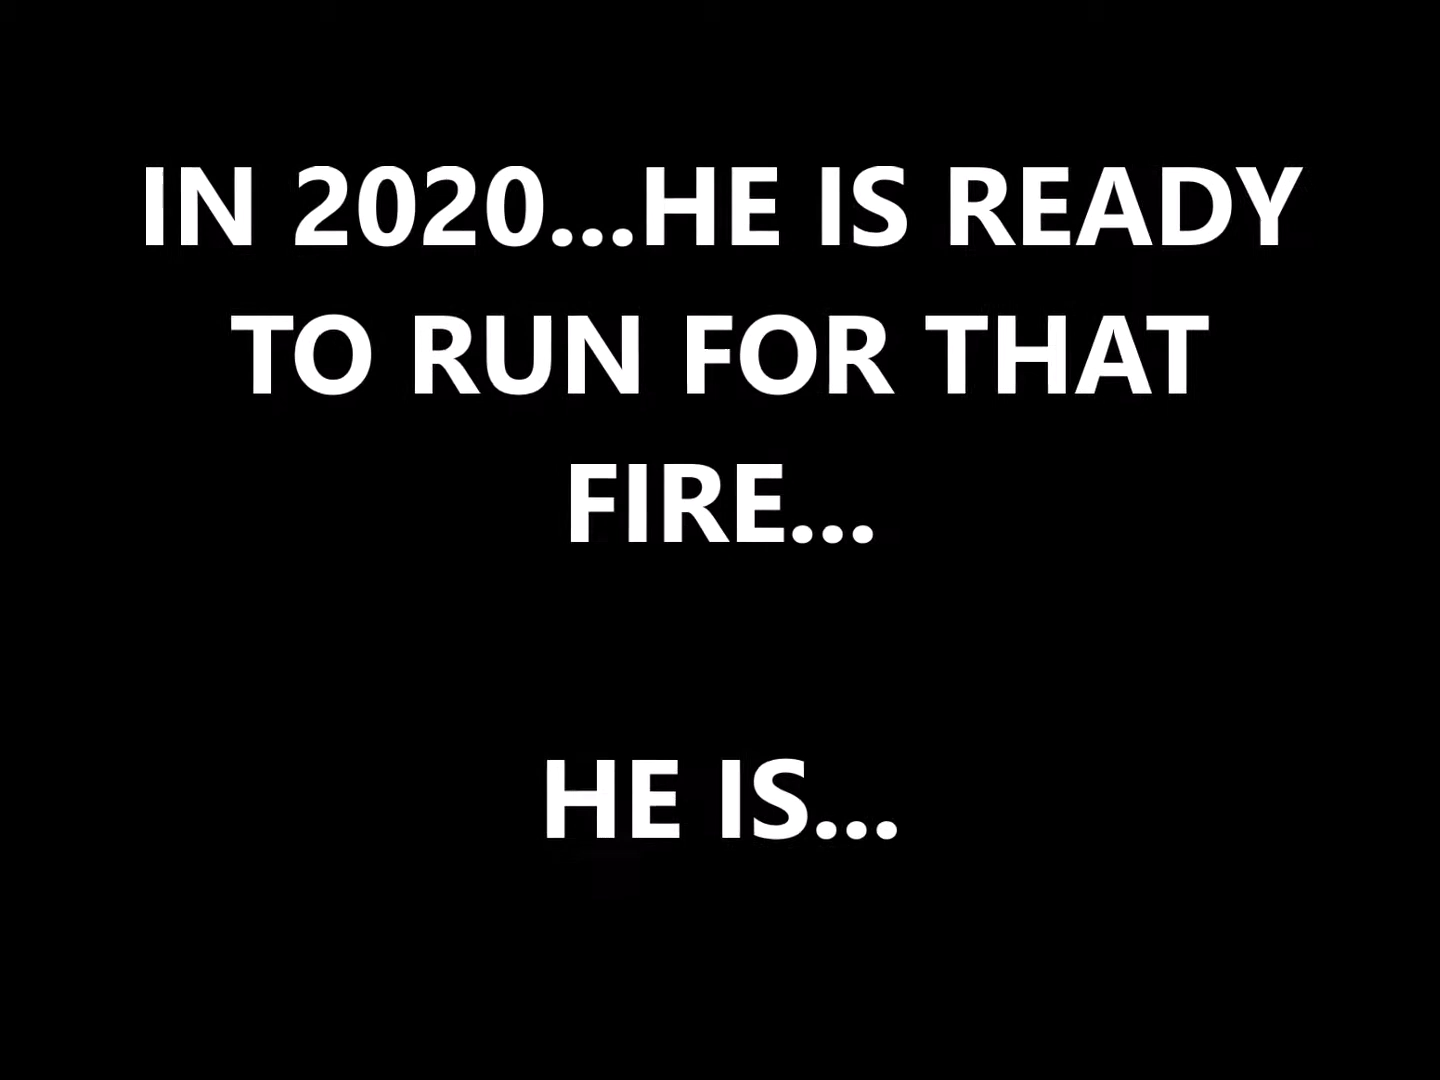 IN 2020...HE IS READY
TO RUN FOR THAT
FIRE...
HE IS...